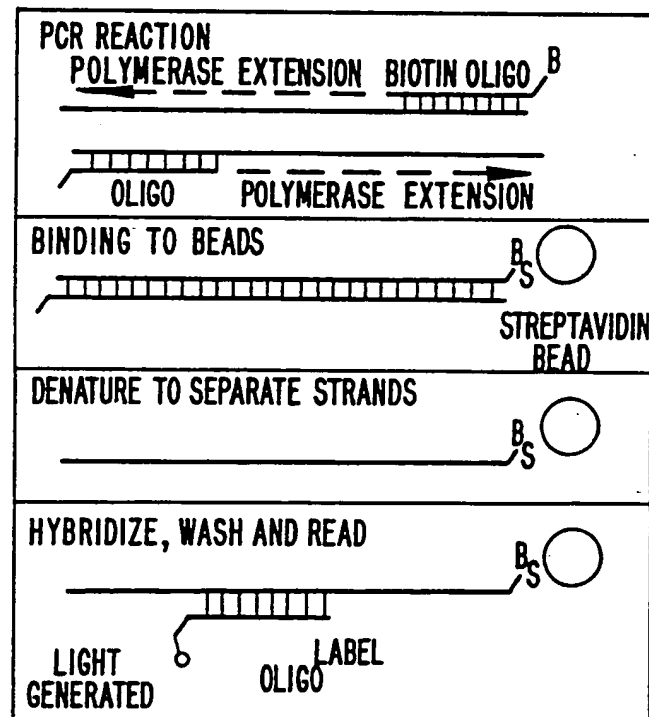 PCR REACTION
POLYMERASE EXTENSION BIOTIN OLIGO B
OLIGO POLYMERASE EXTENSION
BINDING TO BEADS
B
S
STREPTAVIDIN
BEAD
DENATURE TO SEPARATE STRANDS
B
S
HYBRIDIZE, WASH AND READ
B
S
LIGHT
GENERATED
OLIGO LABEL